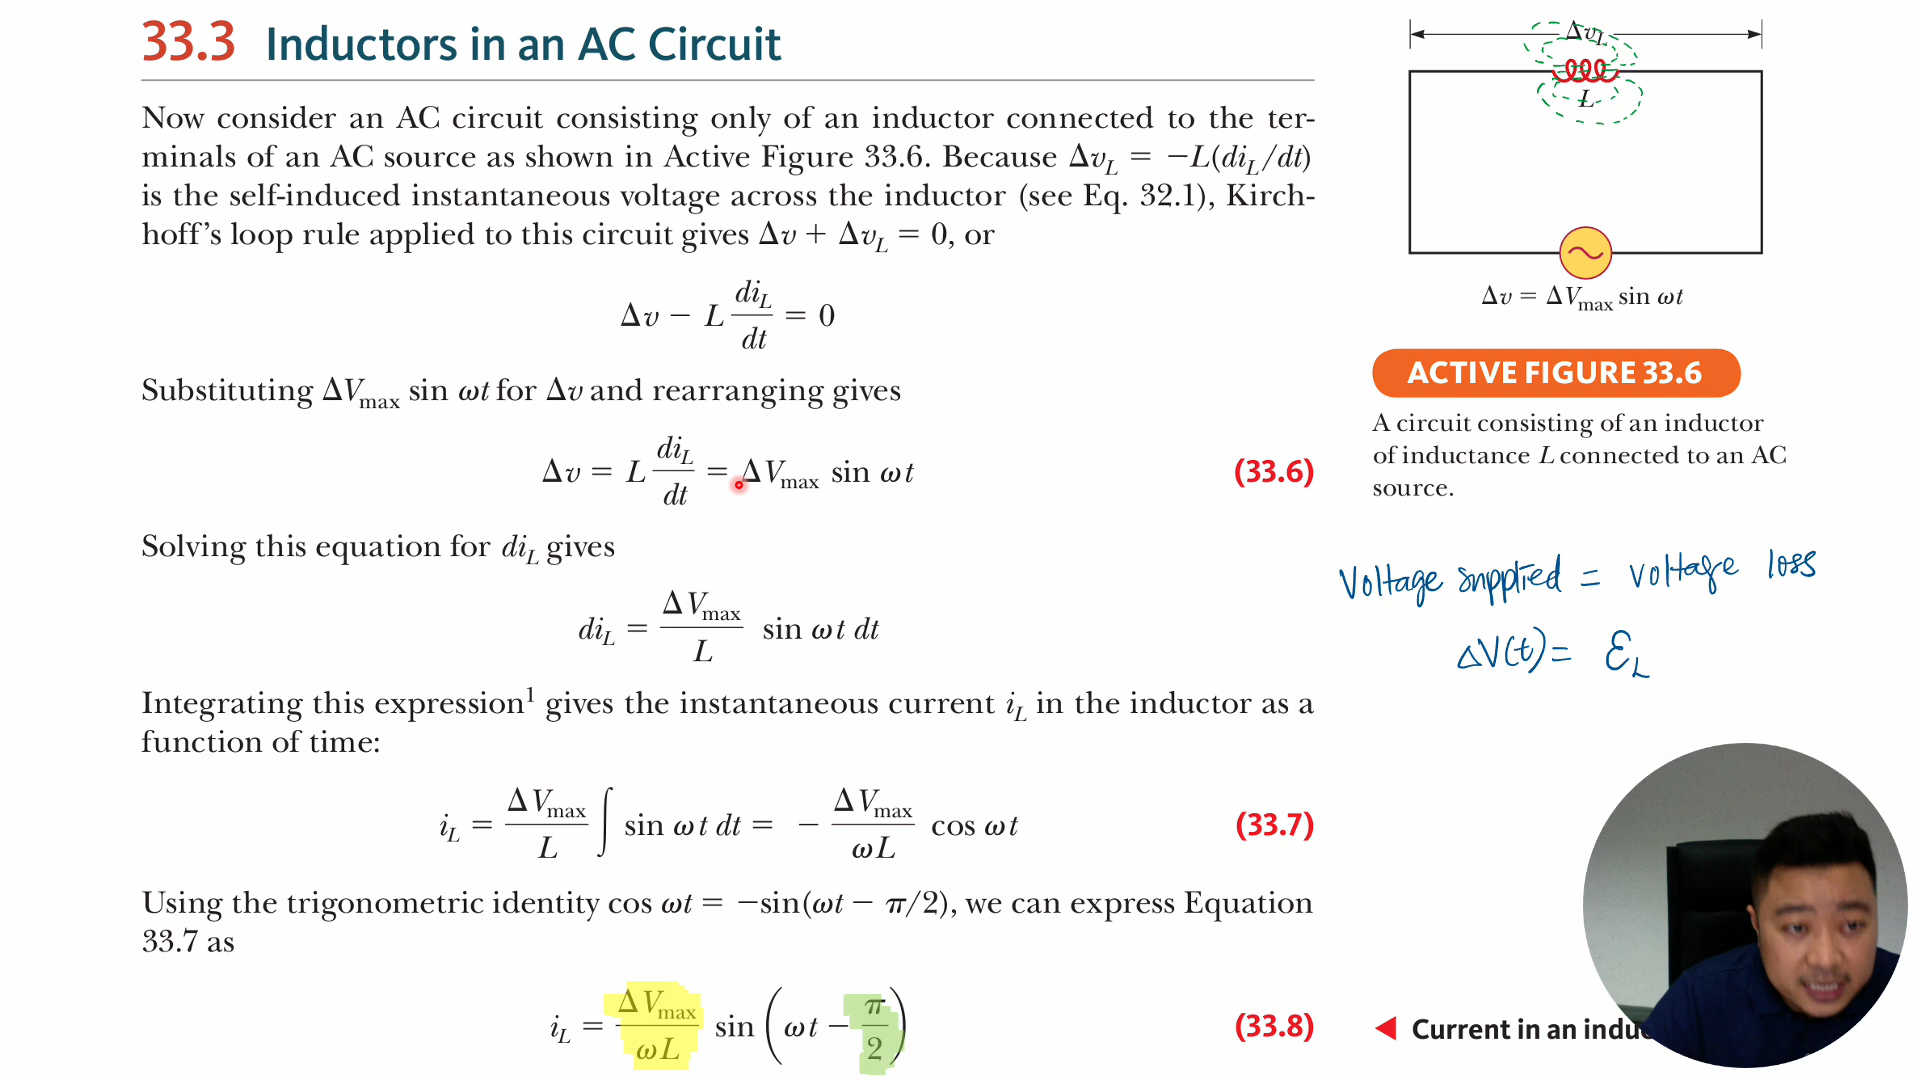 33.3 Inductors in an AC Circuit
Now consider an AC circuit consisting only of an inductor connected to the ter-
minals of an AC source as shown in Active Figure 33.6. Because Δv_L = −L(di_L/dt)
is the self-induced instantaneous voltage across the inductor (see Eq. 32.1), Kirch-
hoff’s loop rule applied to this circuit gives Δv + Δv_L = 0, or
Δv − L di_L/dt = 0
Substituting ΔV_max sin ωt for Δv and rearranging gives
Δv = L di_L/dt = ΔV_max sin ωt (33.6)
Solving this equation for di_L gives
di_L = ΔV_max/L sin ωt dt
Integrating this expression¹ gives the instantaneous current i_L in the inductor as a
function of time:
i_L = ΔV_max/L ∫ sin ωt dt = − ΔV_max/ωL cos ωt (33.7)
Using the trigonometric identity cos ωt = −sin(ωt − π/2), we can express Equation
33.7 as
i_L = ΔV_max/ωL sin (ωt − π/2) (33.8)
Δv_L
L
Δv = ΔV_max sin ωt
ACTIVE FIGURE 33.6
A circuit consisting of an inductor
of inductance L connected to an AC
source.
Voltage supplied = voltage loss
ΔV(t) = ℰ_L
◀ Current in an